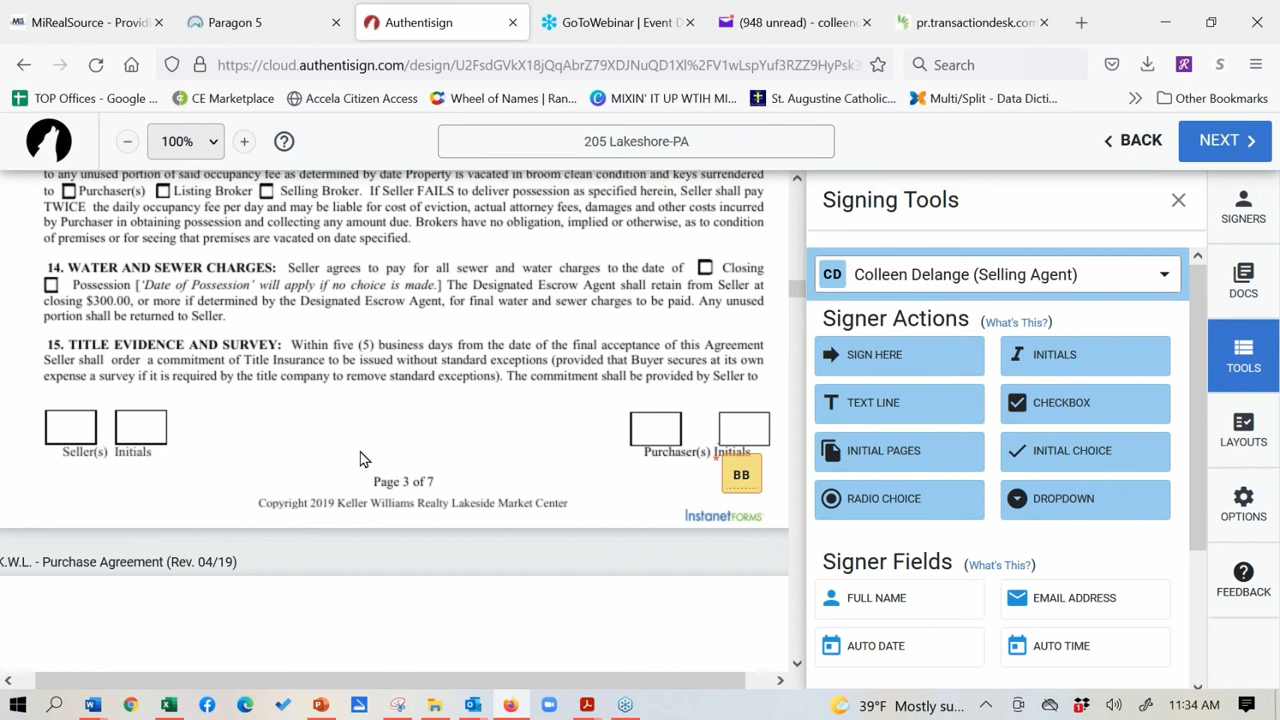 MiRealSource - Providi
Paragon 5
Authentisign
GoToWebinar | Event D
(948 unread) - colleenc
pr.transactiondesk.com
https://cloud.authentisign.com/design/U2FsdGVkX18jQqAbrZ79XDJNuQD1Xl%2FV1wLspYuf3RZZ9HyPsk3
Search
TOP Offices - Google ...
CE Marketplace
Accela Citizen Access
Wheel of Names | Ran...
MIXIN' IT UP WTIH MI...
St. Augustine Catholic...
Multi/Split - Data Dicti...
Other Bookmarks
100%
205 Lakeshore-PA
BACK
NEXT
to any unused portion of said occupancy fee as determined by date Property is vacated in broom clean condition and keys surrendered
to Purchaser(s) Listing Broker Selling Broker. If Seller FAILS to deliver possession as specified herein, Seller shall pay
TWICE the daily occupancy fee per day and may be liable for cost of eviction, actual attorney fees, damages and other costs incurred
by Purchaser in obtaining possession and collecting any amount due. Brokers have no obligation, implied or otherwise, as to condition
of premises or for seeing that premises are vacated on date specified.
14. WATER AND SEWER CHARGES: Seller agrees to pay for all sewer and water charges to the date of Closing
Possession ['Date of Possession' will apply if no choice is made.] The Designated Escrow Agent shall retain from Seller at
closing $300.00, or more if determined by the Designated Escrow Agent, for final water and sewer charges to be paid. Any unused
portion shall be returned to Seller.
15. TITLE EVIDENCE AND SURVEY: Within five (5) business days from the date of the final acceptance of this Agreement
Seller shall order a commitment of Title Insurance to be issued without standard exceptions (provided that Buyer secures at its own
expense a survey if it is required by the title company to remove standard exceptions). The commitment shall be provided by Seller to
Seller(s) Initials
Purchaser(s) Initials
* BB
Page 3 of 7
Copyright 2019 Keller Williams Realty Lakeside Market Center
InstanetFORMS
K.W.L. - Purchase Agreement (Rev. 04/19)
Signing Tools
CD Colleen Delange (Selling Agent)
Signer Actions (What's This?)
SIGN HERE
INITIALS
TEXT LINE
CHECKBOX
INITIAL PAGES
INITIAL CHOICE
RADIO CHOICE
DROPDOWN
Signer Fields (What's This?)
FULL NAME
EMAIL ADDRESS
AUTO DATE
AUTO TIME
SIGNERS
DOCS
TOOLS
LAYOUTS
OPTIONS
FEEDBACK
39°F Mostly su...
11:34 AM